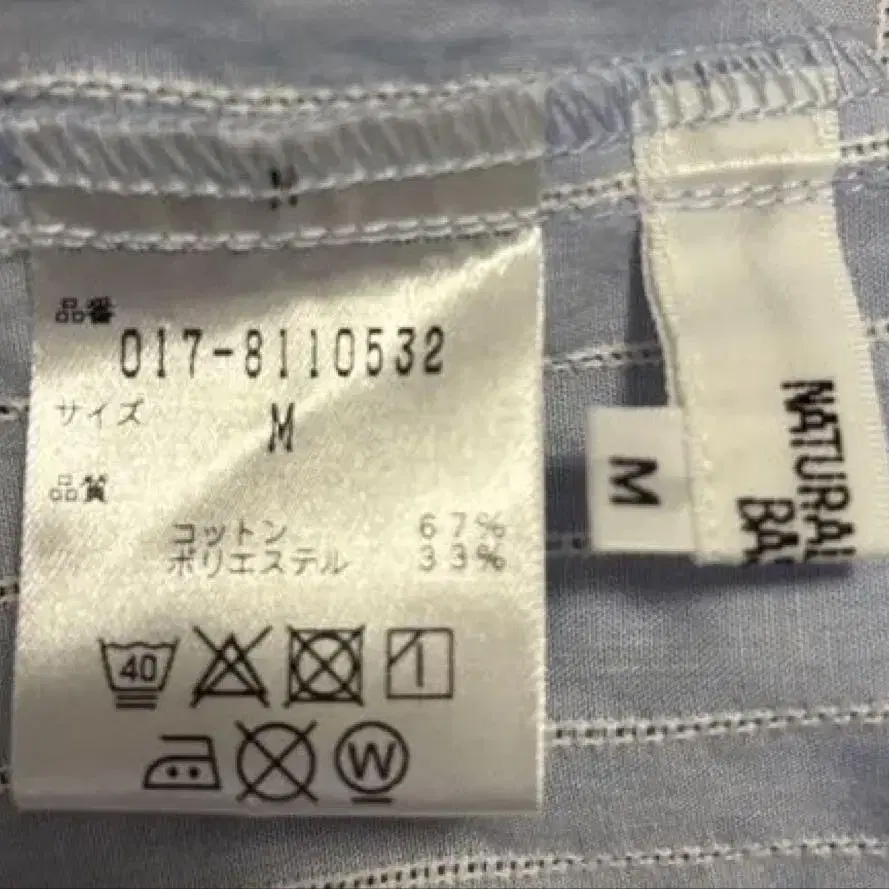 品番
017-8110532
サイズ
M
品質
コットン 67%
ポリエステル 33%
40
W
M
NATURAL
BA